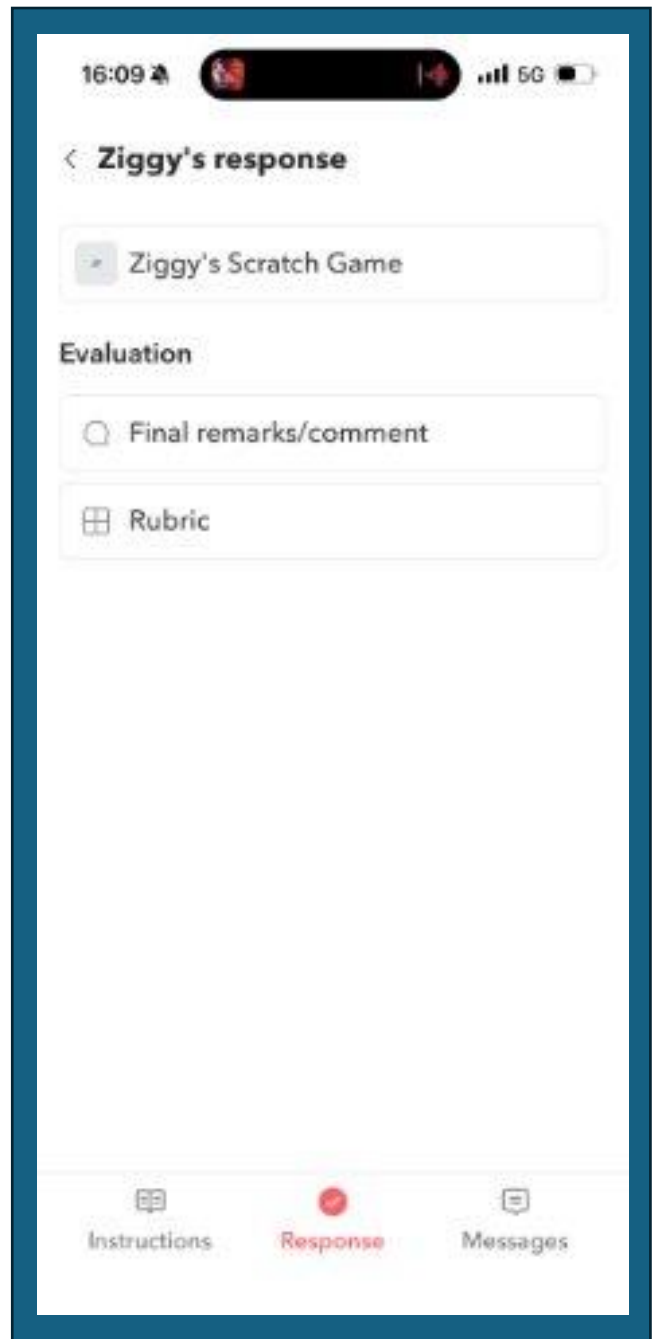 16:09 5G
< Ziggy's response
Ziggy's Scratch Game
Evaluation
Final remarks/comment
Rubric
Instructions Response Messages